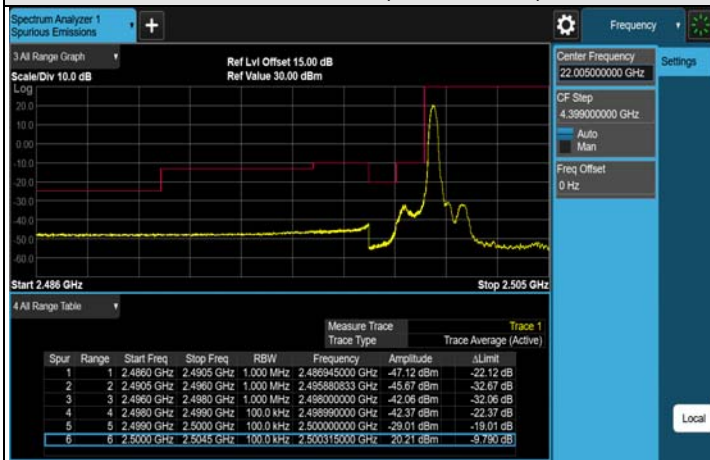 Spectrum Analyzer 1
Spurious Emissions
Frequency
3 All Range Graph
Scale/Div 10.0 dB
Ref Lvl Offset 15.00 dB
Ref Value 30.00 dBm
Log
20.0
10.0
0.00
-10.0
-20.0
-30.0
-40.0
-50.0
-60.0
Start 2.486 GHz
Stop 2.505 GHz
4 All Range Table
Measure Trace Trace 1
Trace Type Trace Average (Active)
Spur Range Start Freq Stop Freq RBW Frequency Amplitude ΔLimit
1 1 2.4860 GHz 2.4905 GHz 1.000 MHz 2.486945000 GHz -47.12 dBm -22.12 dB
2 2 2.4905 GHz 2.4960 GHz 1.000 MHz 2.495880833 GHz -45.67 dBm -32.67 dB
3 3 2.4960 GHz 2.4980 GHz 1.000 MHz 2.498000000 GHz -42.06 dBm -32.06 dB
4 4 2.4980 GHz 2.4990 GHz 100.0 kHz 2.498990000 GHz -42.37 dBm -22.37 dB
5 5 2.4990 GHz 2.5000 GHz 100.0 kHz 2.500000000 GHz -29.01 dBm -19.01 dB
6 6 2.5000 GHz 2.5045 GHz 100.0 kHz 2.500315000 GHz 20.21 dBm -9.790 dB
Center Frequency
22.005000000 GHz
CF Step
4.399000000 GHz
Auto
Man
Freq Offset
0 Hz
Settings
Local